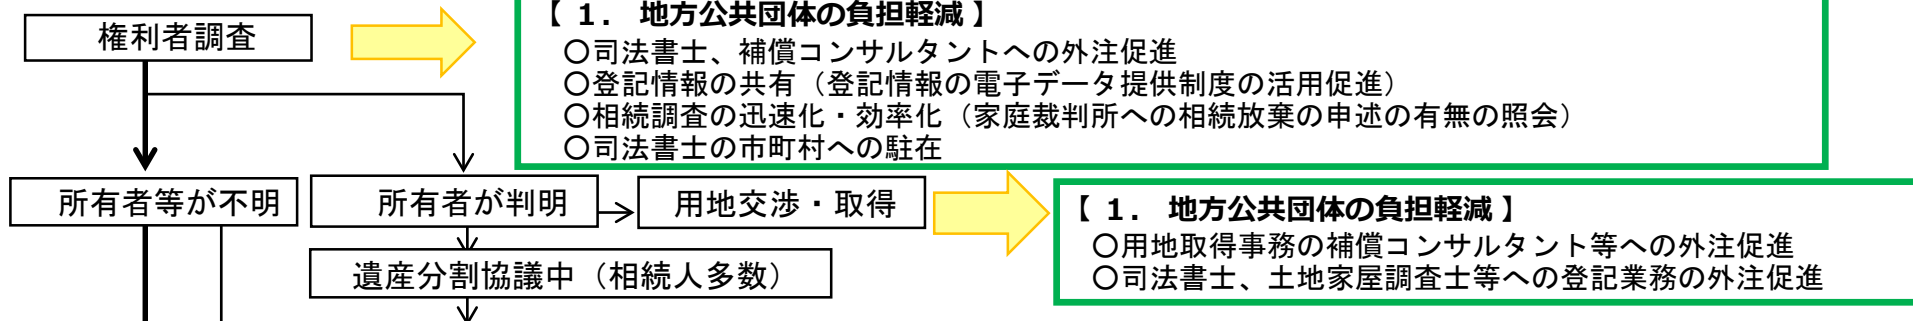 権利者調査
【 1. 地方公共団体の負担軽減 】
○司法書士、補償コンサルタントへの外注促進
○登記情報の共有（登記情報の電子データ提供制度の活用促進）
○相続調査の迅速化・効率化（家庭裁判所への相続放棄の申述の有無の照会）
○司法書士の市町村への駐在
所有者等が不明
所有者が判明
用地交渉・取得
【 1. 地方公共団体の負担軽減 】
○用地取得事務の補償コンサルタント等への外注促進
○司法書士、土地家屋調査士等への登記業務の外注促進
遺産分割協議中（相続人多数）